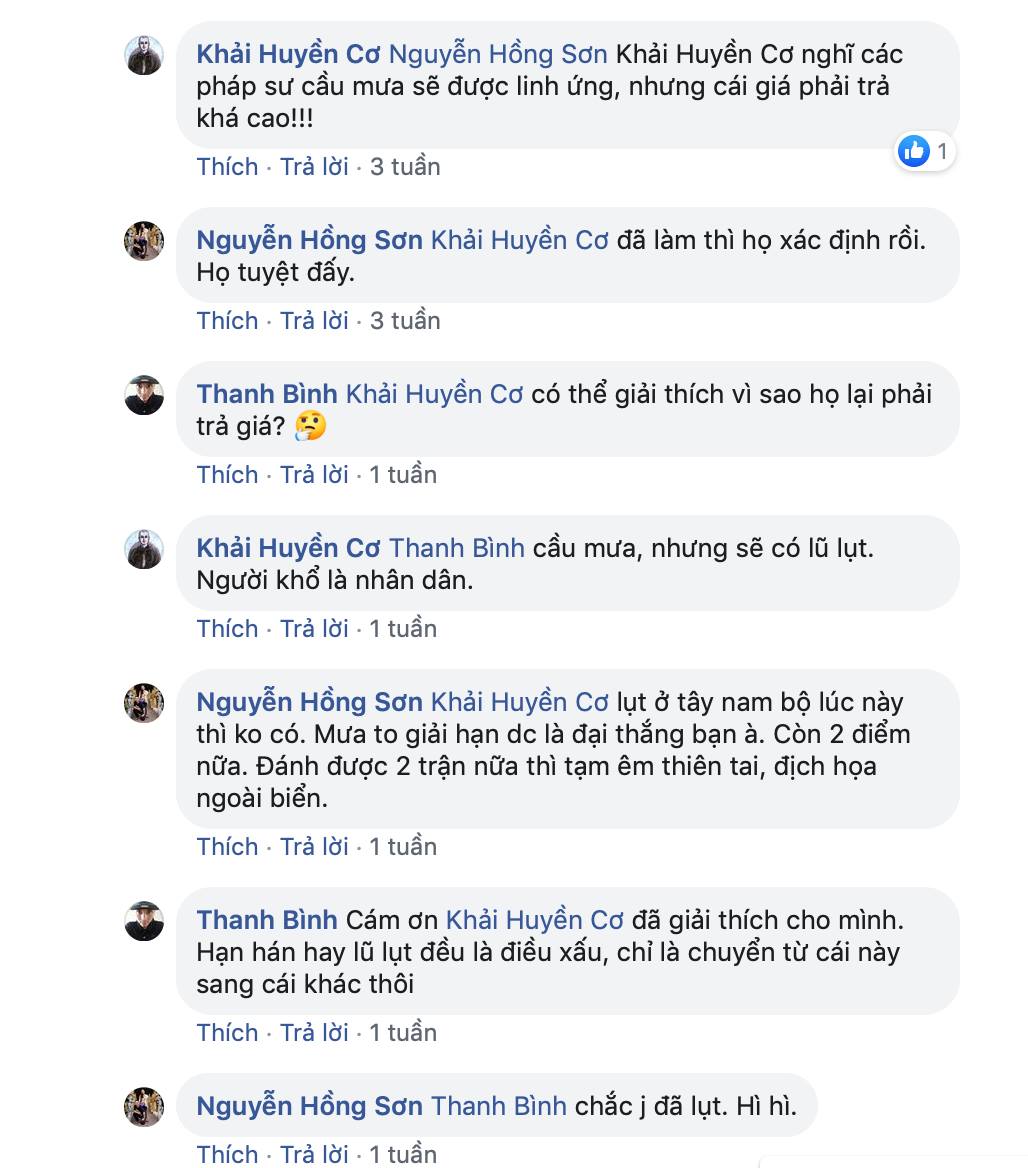 Khải Huyền Cơ Nguyễn Hồng Sơn Khải Huyền Cơ nghĩ các
pháp sư cầu mưa sẽ được linh ứng, nhưng cái giá phải trả
khá cao!!!
1
Thích · Trả lời · 3 tuần
Nguyễn Hồng Sơn Khải Huyền Cơ đã làm thì họ xác định rồi.
Họ tuyệt đấy.
Thích · Trả lời · 3 tuần
Thanh Bình Khải Huyền Cơ có thể giải thích vì sao họ lại phải
trả giá? 🤔
Thích · Trả lời · 1 tuần
Khải Huyền Cơ Thanh Bình cầu mưa, nhưng sẽ có lũ lụt.
Người khổ là nhân dân.
Thích · Trả lời · 1 tuần
Nguyễn Hồng Sơn Khải Huyền Cơ lụt ở tây nam bộ lúc này
thì ko có. Mưa to giải hạn dc là đại thắng bạn à. Còn 2 điểm
nữa. Đánh được 2 trận nữa thì tạm êm thiên tai, địch họa
ngoài biển.
Thích · Trả lời · 1 tuần
Thanh Bình Cám ơn Khải Huyền Cơ đã giải thích cho mình.
Hạn hán hay lũ lụt đều là điều xấu, chỉ là chuyển từ cái này
sang cái khác thôi
Thích · Trả lời · 1 tuần
Nguyễn Hồng Sơn Thanh Bình chắc j đã lụt. Hì hì.
Thích · Trả lời · 1 tuần